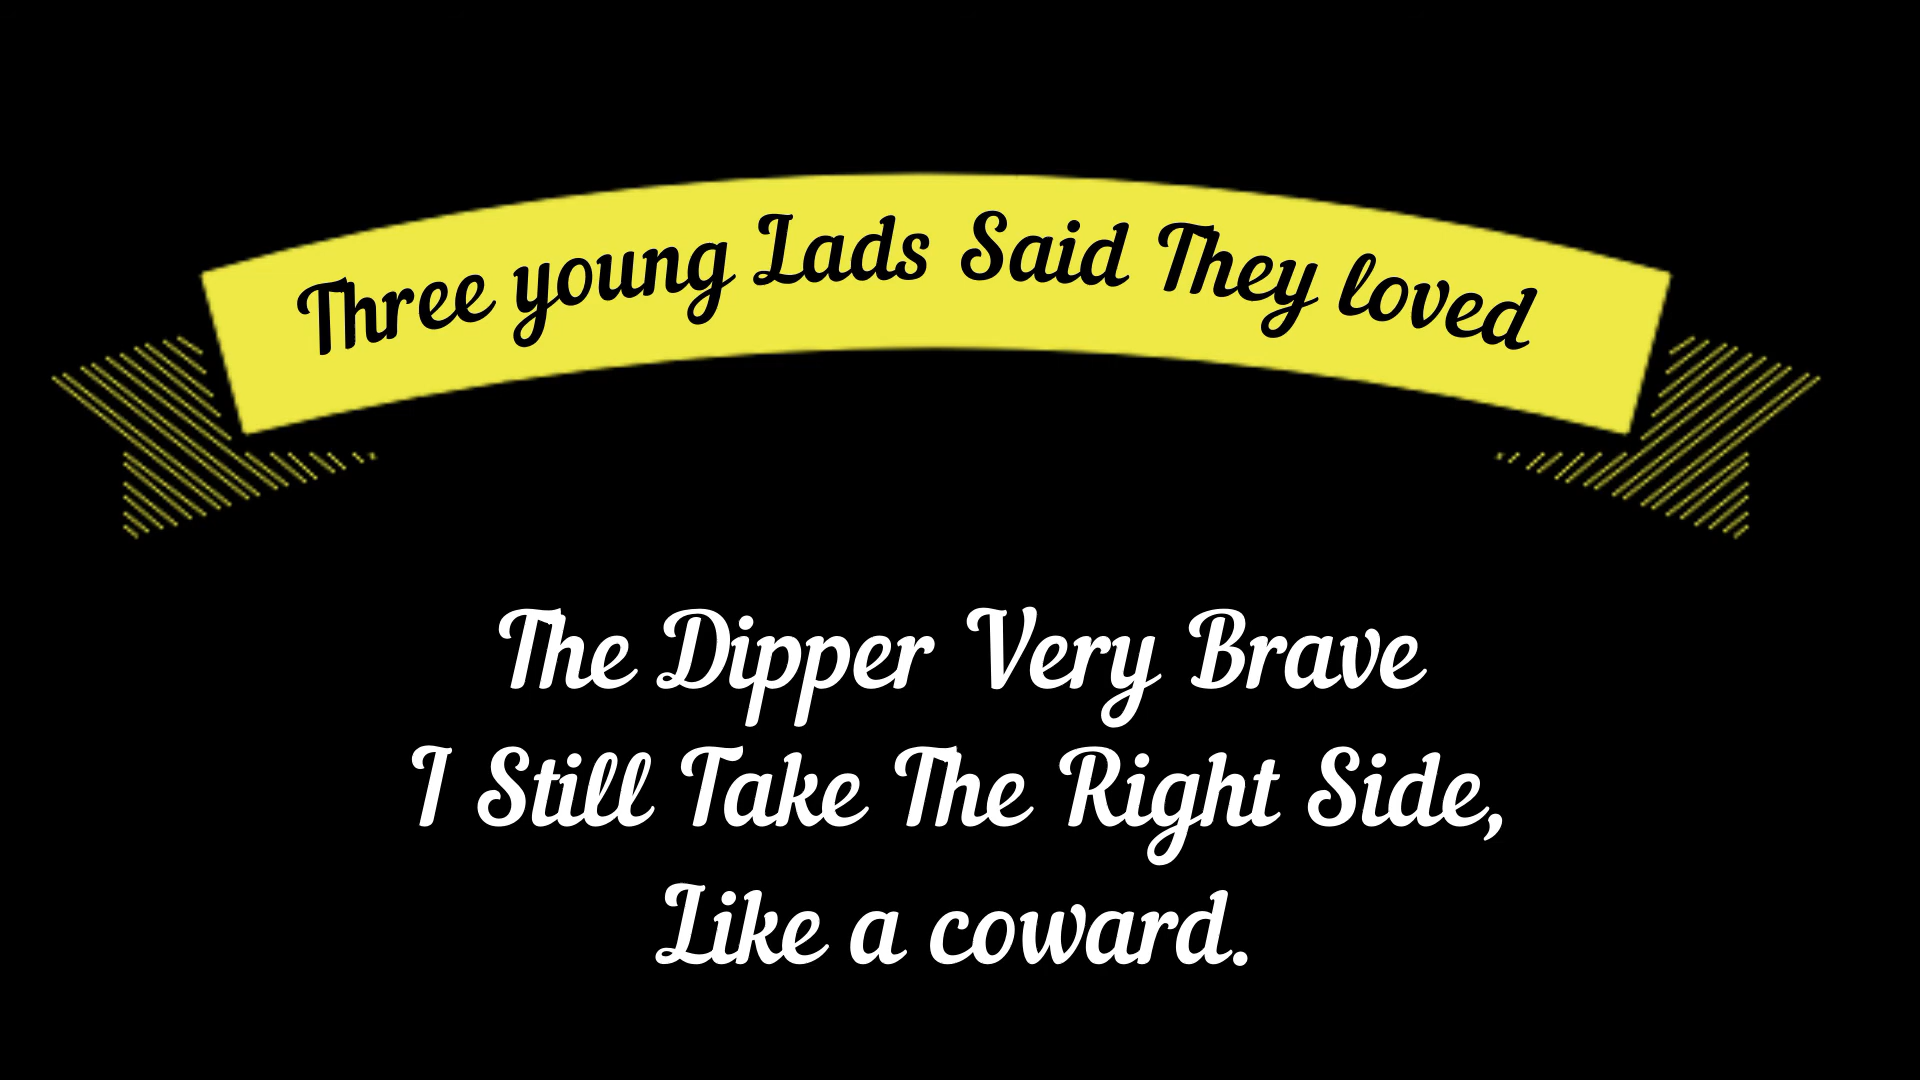 Three young Lads Said They loved
The Dipper Very Brave
I Still Take The Right Side,
Like a coward.